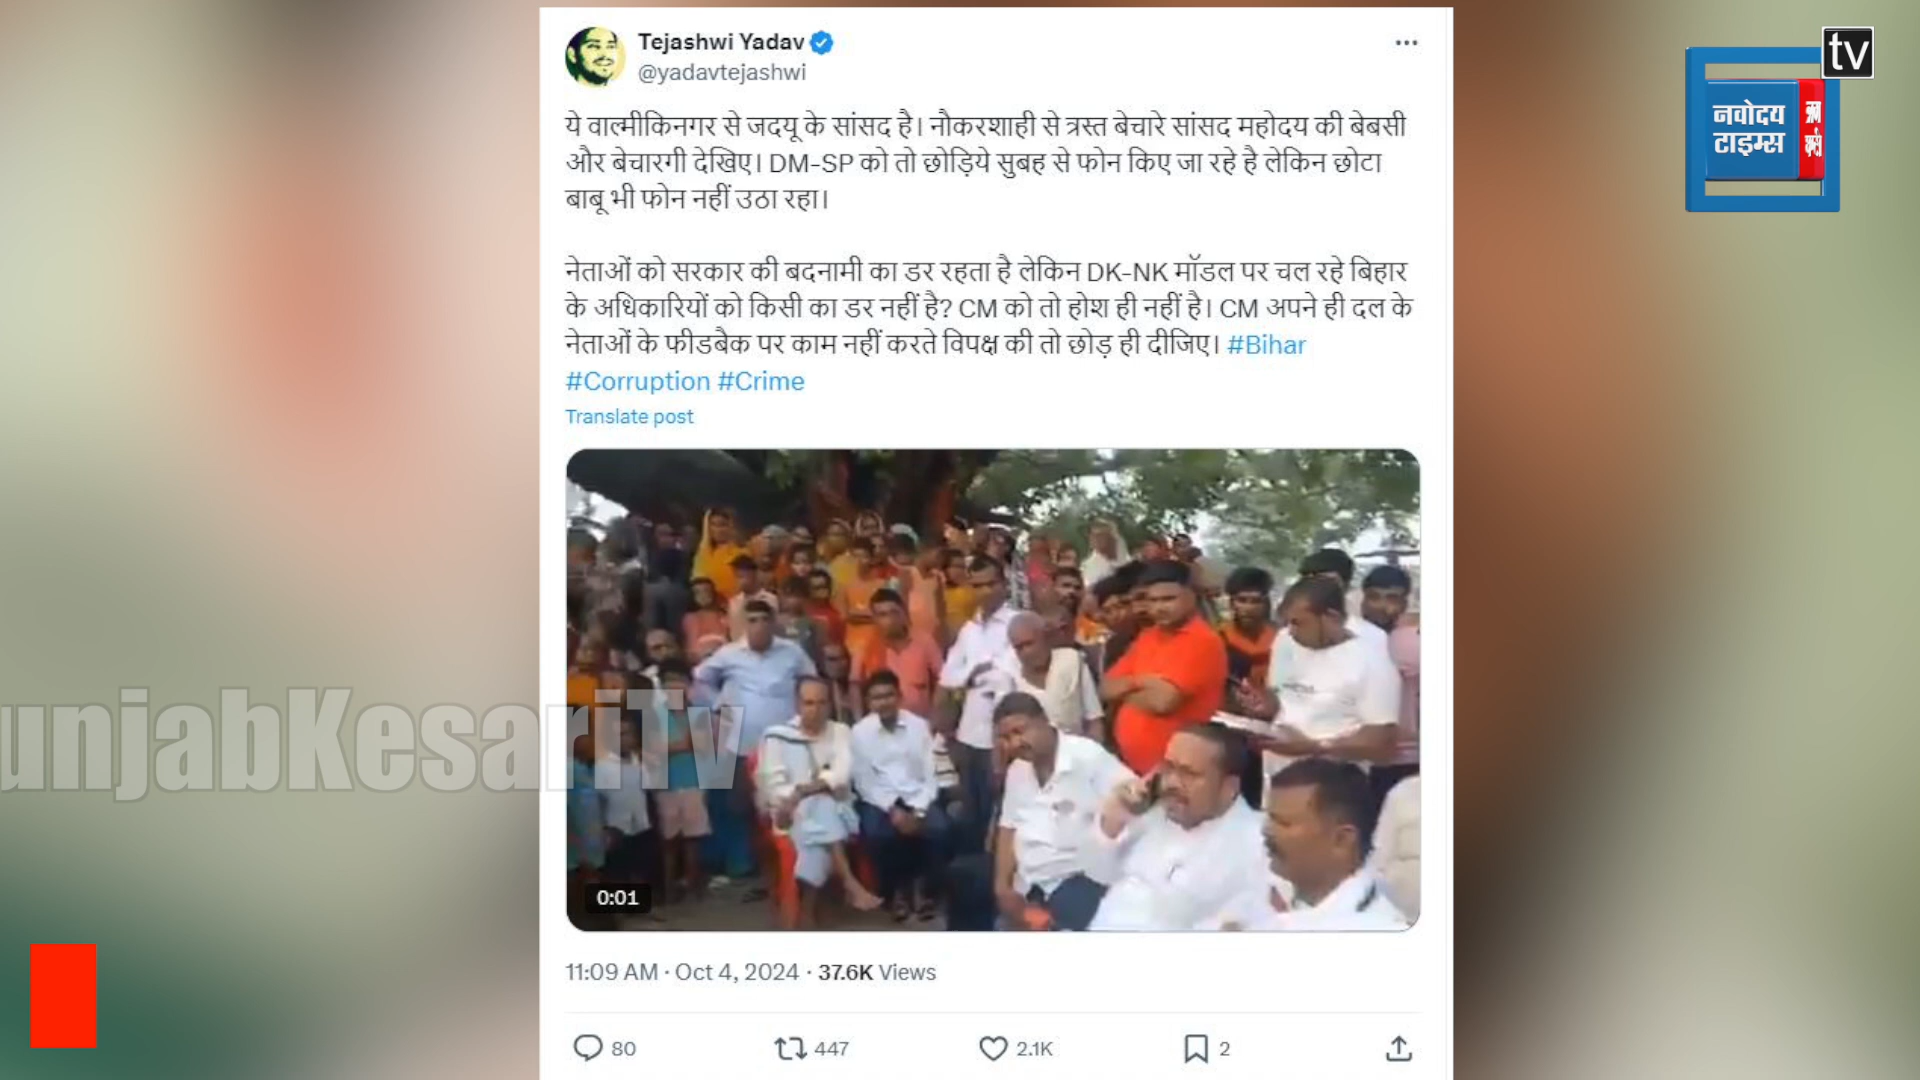 Tejashwi Yadav
@yadavtejashwi
ये वाल्मीकिनगर से जदयू के सांसद है। नौकरशाही से त्रस्त बेचारे सांसद महोदय की बेबसी
और बेचारगी देखिए। DM-SP को तो छोड़िये सुबह से फोन किए जा रहे है लेकिन छोटा
बाबू भी फोन नहीं उठा रहा।
नेताओं को सरकार की बदनामी का डर रहता है लेकिन DK-NK मॉडल पर चल रहे बिहार
के अधिकारियों को किसी का डर नहीं है? CM को तो होश ही नहीं है। CM अपने ही दल के
नेताओं के फीडबैक पर काम नहीं करते विपक्ष की तो छोड़ ही दीजिए। #Bihar
#Corruption #Crime
Translate post
0:01
11:09 AM · Oct 4, 2024 · 37.6K Views
80 447 2.1K 2
tv
नवोदय
टाइम्स
unjabKesariTv